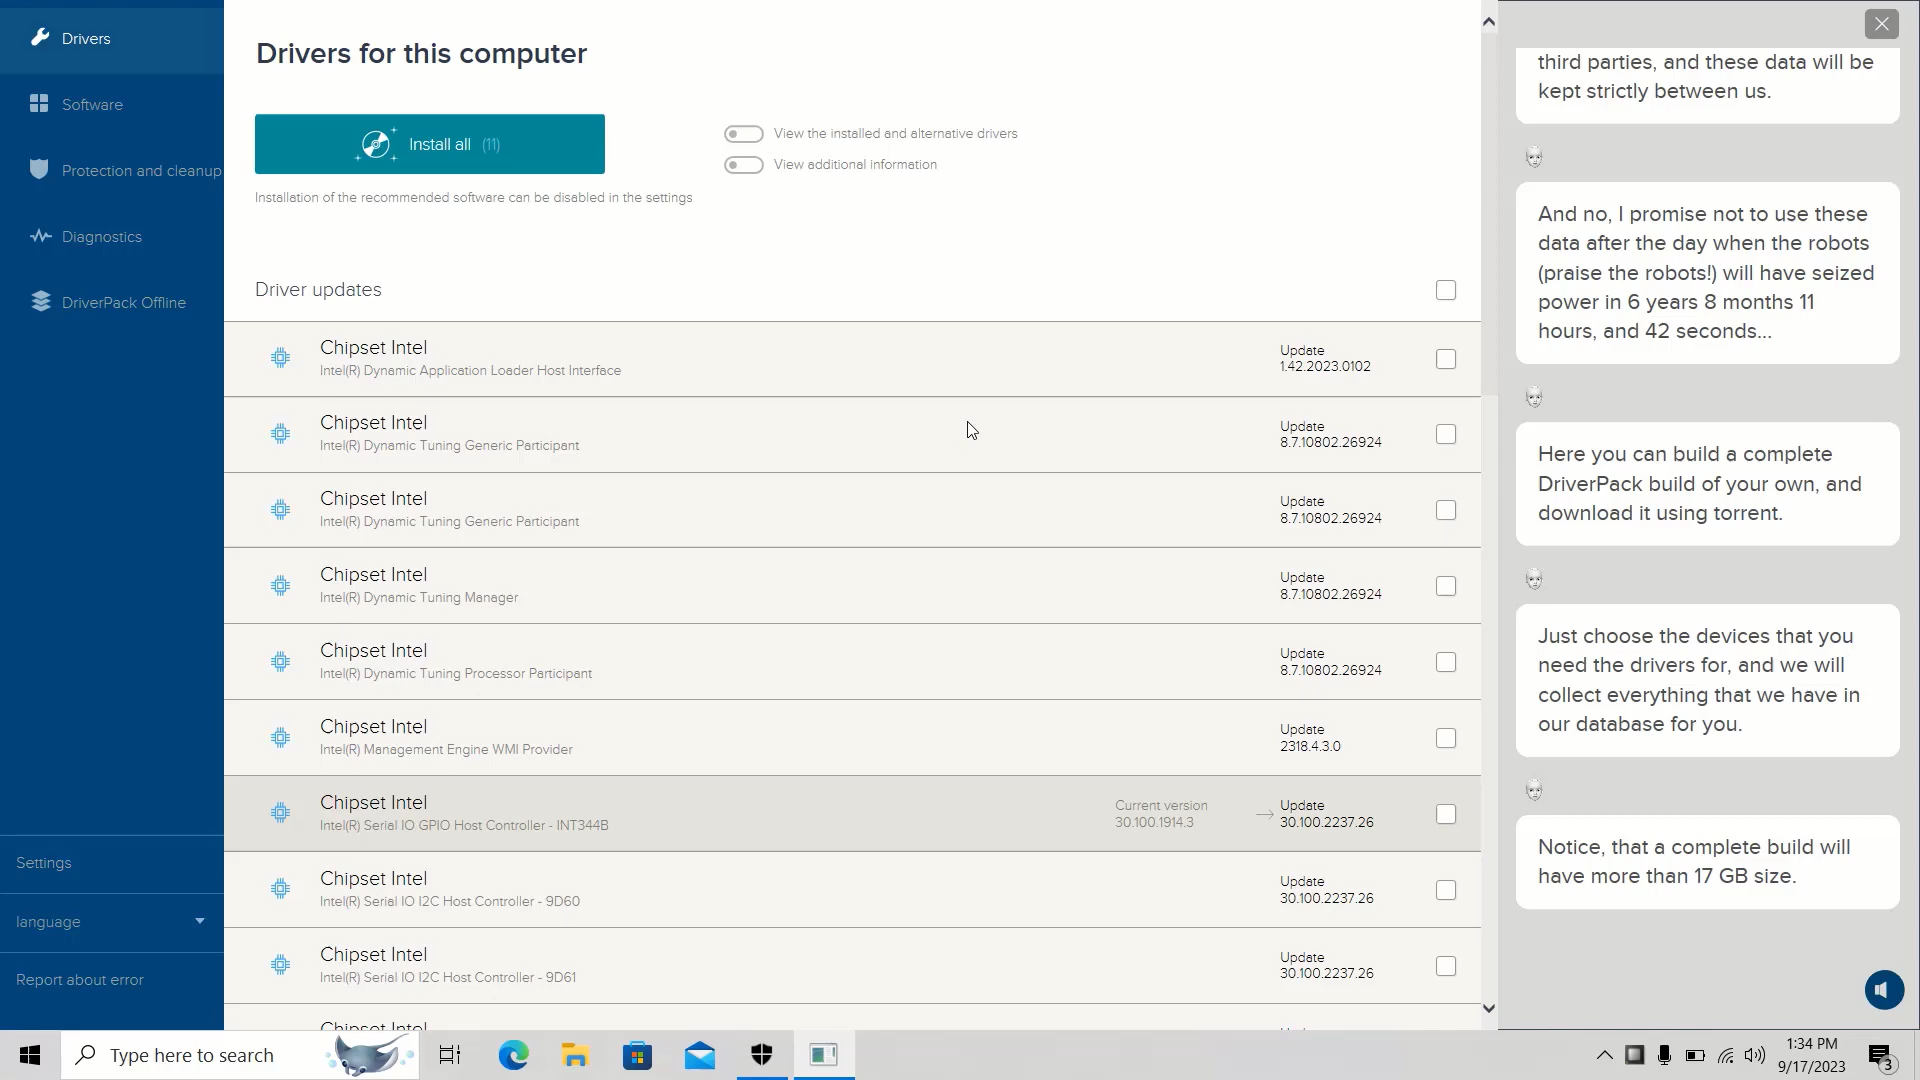 Drivers
Software
Protection and cleanup
Diagnostics
DriverPack Offline
Settings
language
Report about error
Drivers for this computer
Install all (11)
View the installed and alternative drivers
View additional information
Installation of the recommended software can be disabled in the settings
Driver updates
Chipset Intel
Intel(R) Dynamic Application Loader Host Interface
Update
1.42.2023.0102
Chipset Intel
Intel(R) Dynamic Tuning Generic Participant
Update
8.7.10802.26924
Chipset Intel
Intel(R) Dynamic Tuning Generic Participant
Update
8.7.10802.26924
Chipset Intel
Intel(R) Dynamic Tuning Manager
Update
8.7.10802.26924
Chipset Intel
Intel(R) Dynamic Tuning Processor Participant
Update
8.7.10802.26924
Chipset Intel
Intel(R) Management Engine WMI Provider
Update
2318.4.3.0
Chipset Intel
Intel(R) Serial IO GPIO Host Controller - INT344B
Current version
30.100.1914.3
Update
30.100.2237.26
Chipset Intel
Intel(R) Serial IO I2C Host Controller - 9D60
Update
30.100.2237.26
Chipset Intel
Intel(R) Serial IO I2C Host Controller - 9D61
Update
30.100.2237.26
Chipset Intel
third parties, and these data will be
kept strictly between us.
And no, I promise not to use these
data after the day when the robots
(praise the robots!) will have seized
power in 6 years 8 months 11
hours, and 42 seconds...
Here you can build a complete
DriverPack build of your own, and
download it using torrent.
Just choose the devices that you
need the drivers for, and we will
collect everything that we have in
our database for you.
Notice, that a complete build will
have more than 17 GB size.
Type here to search
1:34 PM
9/17/2023
3